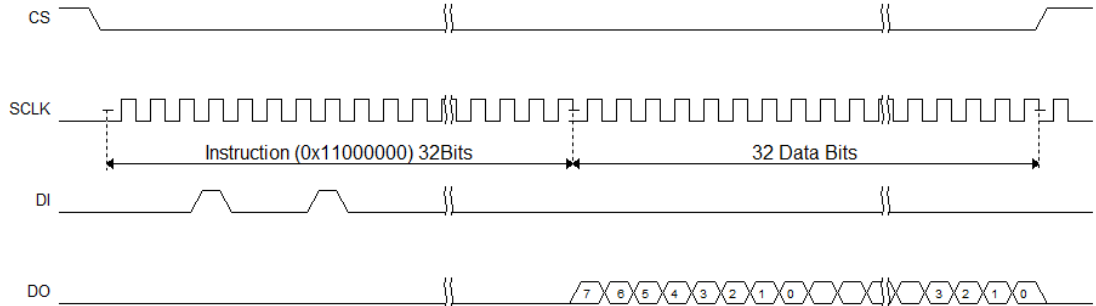 CS
SCLK
Instruction (0x11000000) 32Bits
32 Data Bits
DI
DO
7 6 5 4 3 2 1 0 3 2 1 0